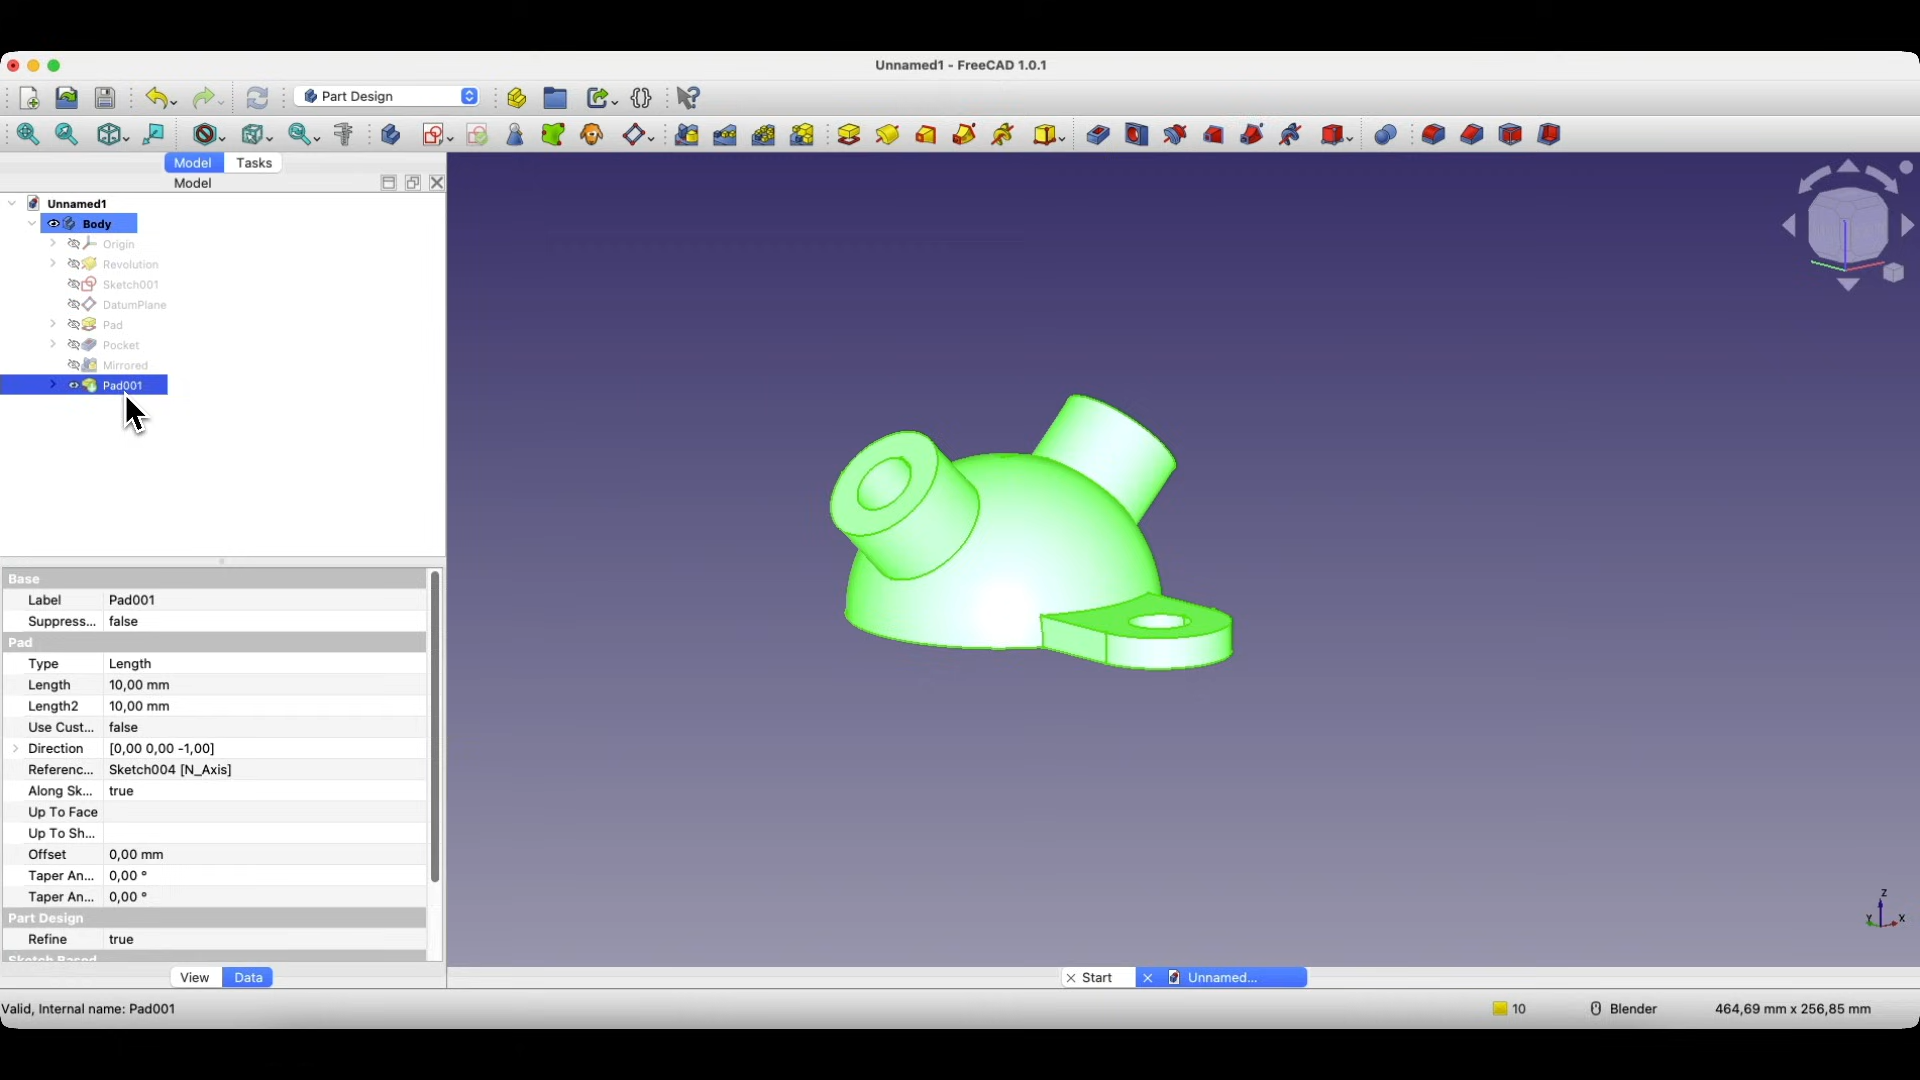 Unnamed1 - FreeCAD 1.0.1
Part Design
Model Tasks
Model
Unnamed1
Body
Origin
Revolution
Sketch001
DatumPlane
Pad
Pocket
Mirrored
Pad001
Base
Label Pad001
Suppress... false
Pad
Type Length
Length 10,00 mm
Length2 10,00 mm
Use Cust... false
Direction [0,00 0,00 -1,00]
Referenc... Sketch004 [N_Axis]
Along Sk... true
Up To Face
Up To Sh...
Offset 0,00 mm
Taper An... 0,00 °
Taper An... 0,00 °
Part Design
Refine true
Sketch Based
View Data
Z
Y X
Start Unnamed...
Valid, Internal name: Pad001
10 Blender 464,69 mm x 256,85 mm